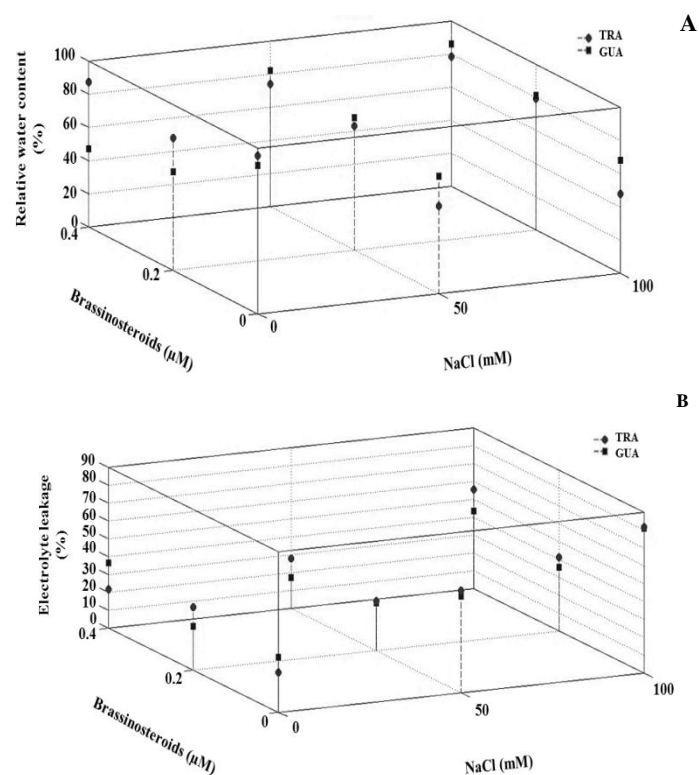 A
TRA
GUA
Relative water content
(%)
100
80
60
40
20
0
0.4
0.2
0
0
50
100
Brassinosteroids (µM)
NaCl (mM)
B
TRA
GUA
Electrolyte leakage
(%)
90
80
70
60
50
40
30
20
10
0
0.4
0.2
0
0
50
100
Brassinosteroids (µM)
NaCl (mM)